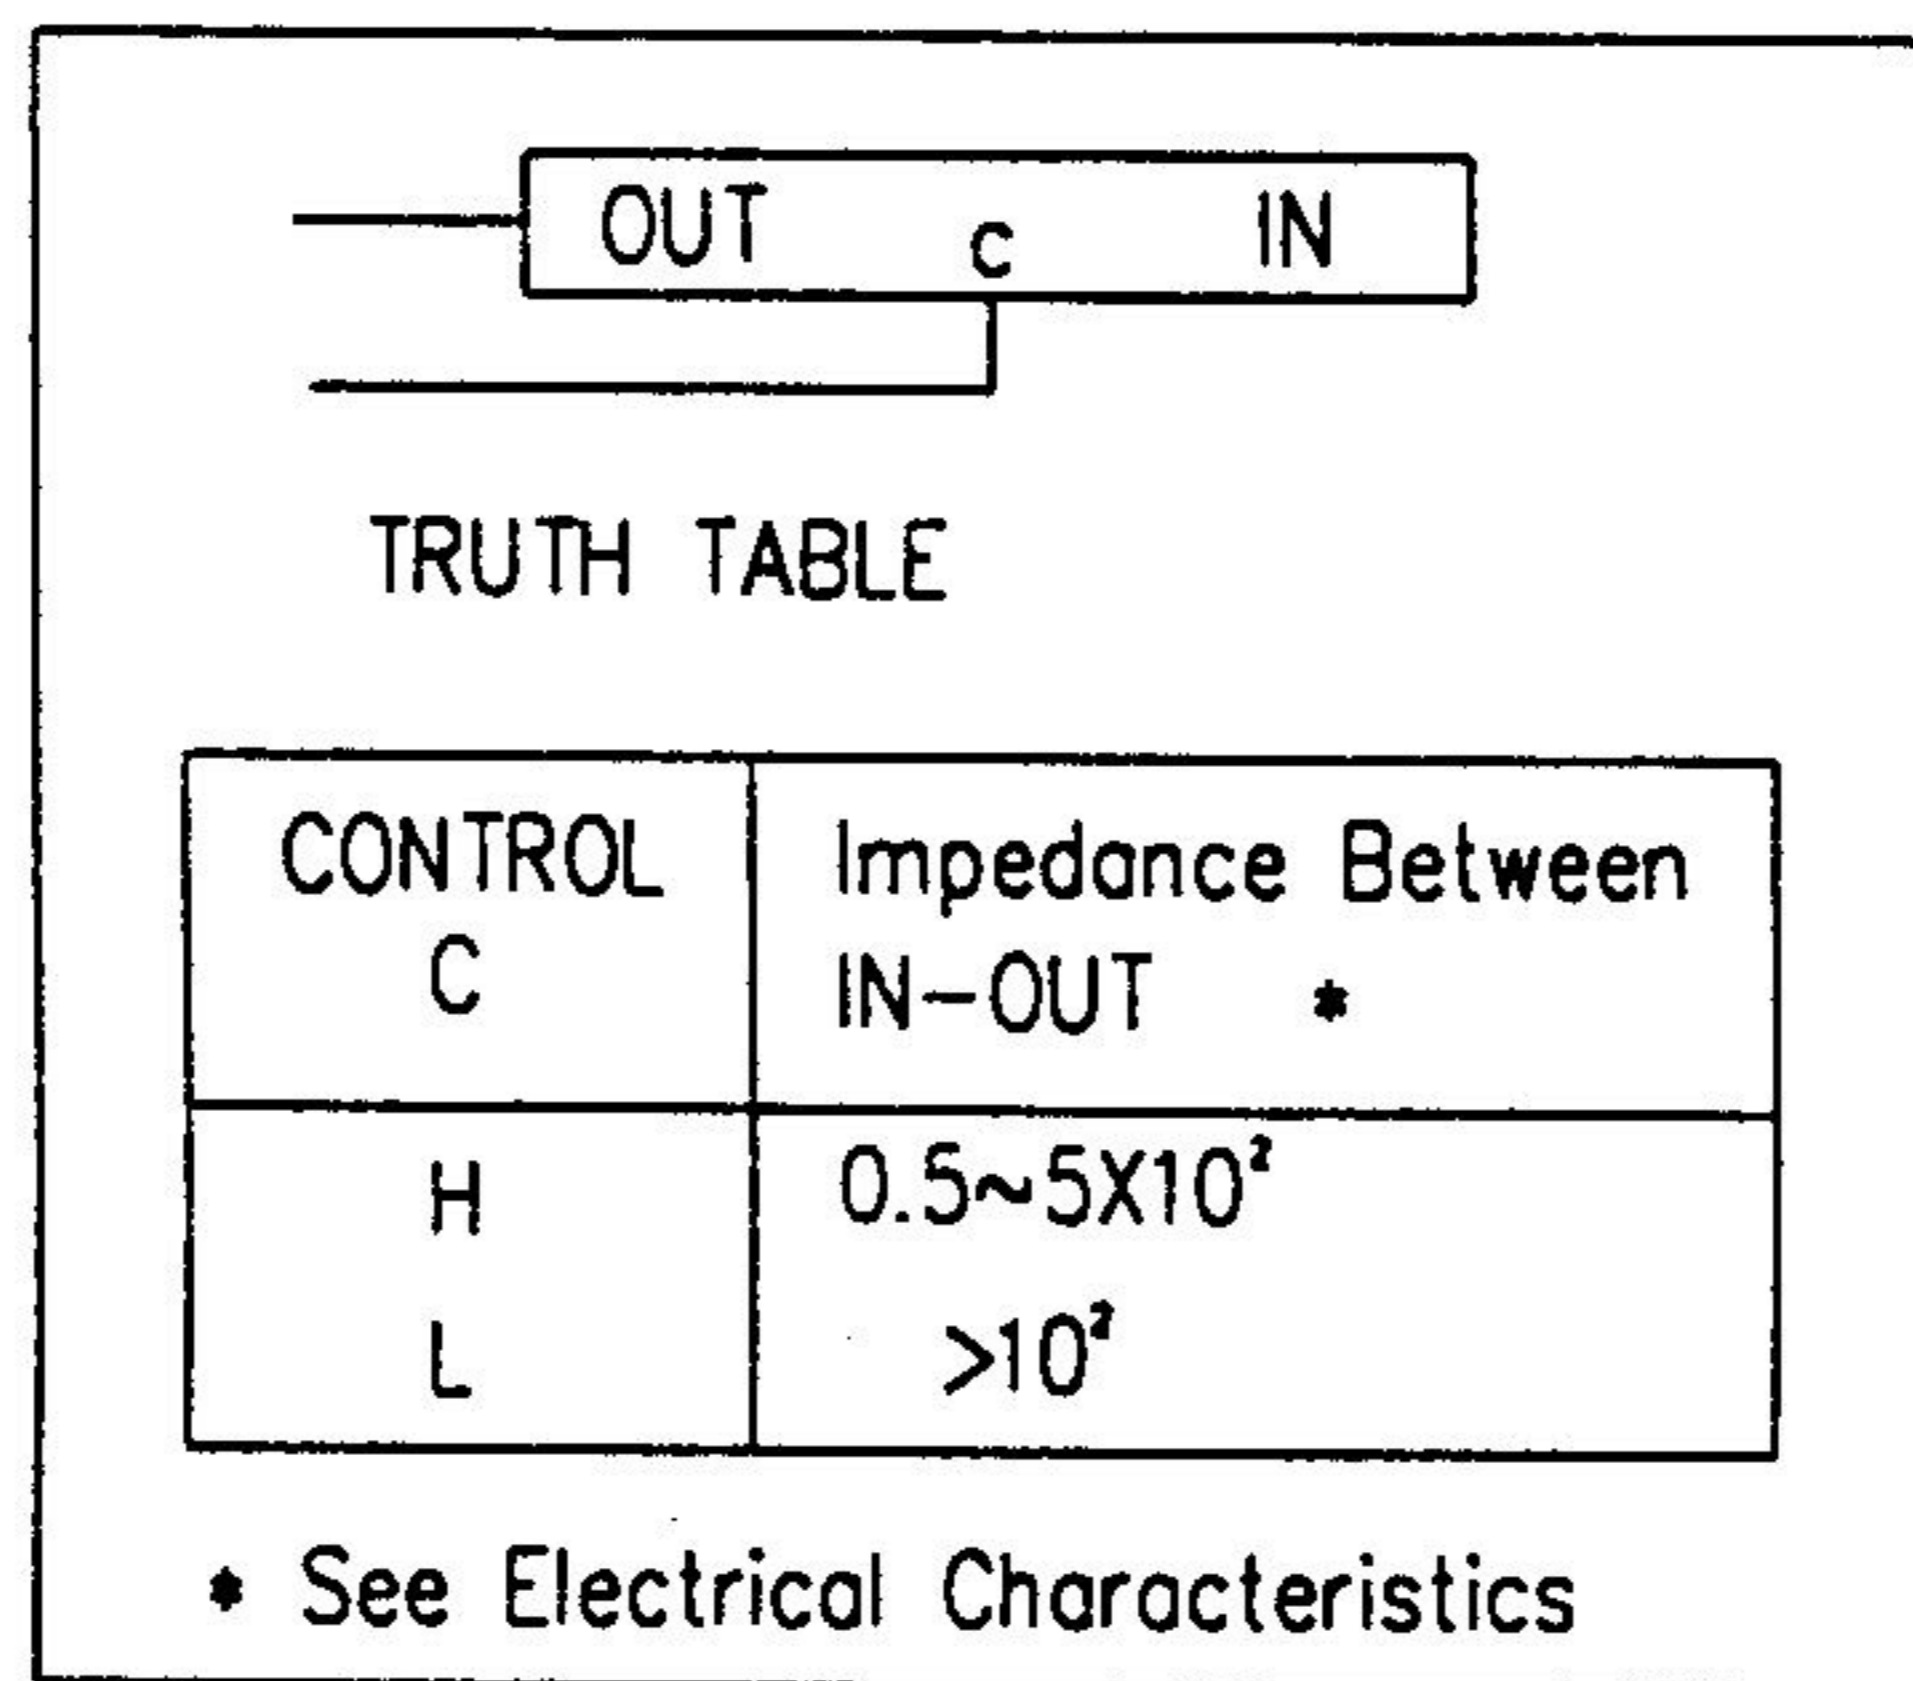 OUT C IN
TRUTH TABLE
CONTROL
C
Impedance Between
IN-OUT *
H 0.5~5X10²
L >10²
* See Electrical Characteristics